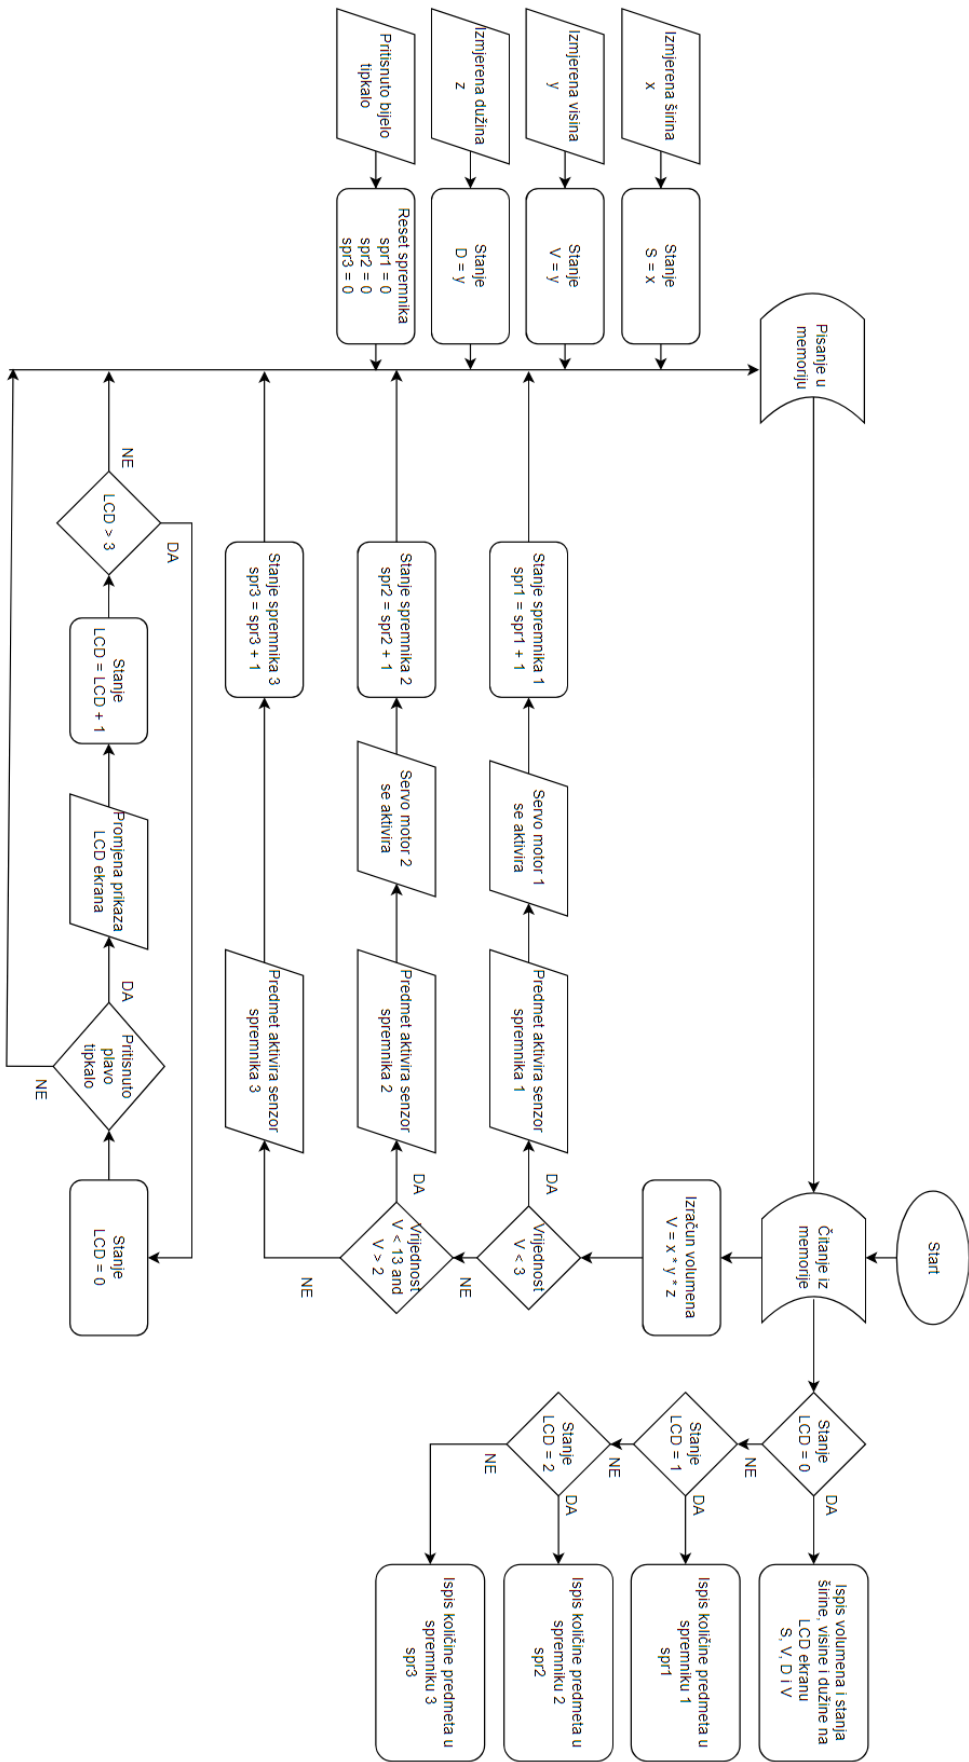 Start
Čitanje iz
memorije
Pisanje u
memoriju
Izmjerena širina
x
Stanje
S = x
Izmjerena visina
y
Stanje
V = y
Izmjerena dužina
z
Stanje
D = y
Pritisnuto bijelo
tipkalo
Reset spremnika
spr1 = 0
spr2 = 0
spr3 = 0
Izračun volumena
V = x * y * z
Vrijednost
V < 3
DA
NE
Predmet aktivira senzor
spremnika 1
Servo motor 1
se aktivira
Stanje spremnika 1
spr1 = spr1 + 1
Vrijednost
V < 13 and
V > 2
DA
NE
Predmet aktivira senzor
spremnika 2
Servo motor 2
se aktivira
Stanje spremnika 2
spr2 = spr2 + 1
Predmet aktivira senzor
spremnika 3
Stanje spremnika 3
spr3 = spr3 + 1
Stanje
LCD = 0
Pritisnuto
plavo
tipkalo
DA
NE
Promjena prikaza
LCD ekrana
Stanje
LCD = LCD + 1
LCD > 3
DA
NE
Stanje
LCD = 0
DA
NE
Ispis volumena i stanja
širine, visine i dužine na
LCD ekranu
S, V, D i V
Stanje
LCD = 1
DA
NE
Ispis količine predmeta u
spremniku 1
spr1
Stanje
LCD = 2
DA
NE
Ispis količine predmeta u
spremniku 2
spr2
Ispis količine predmeta u
spremniku 3
spr3